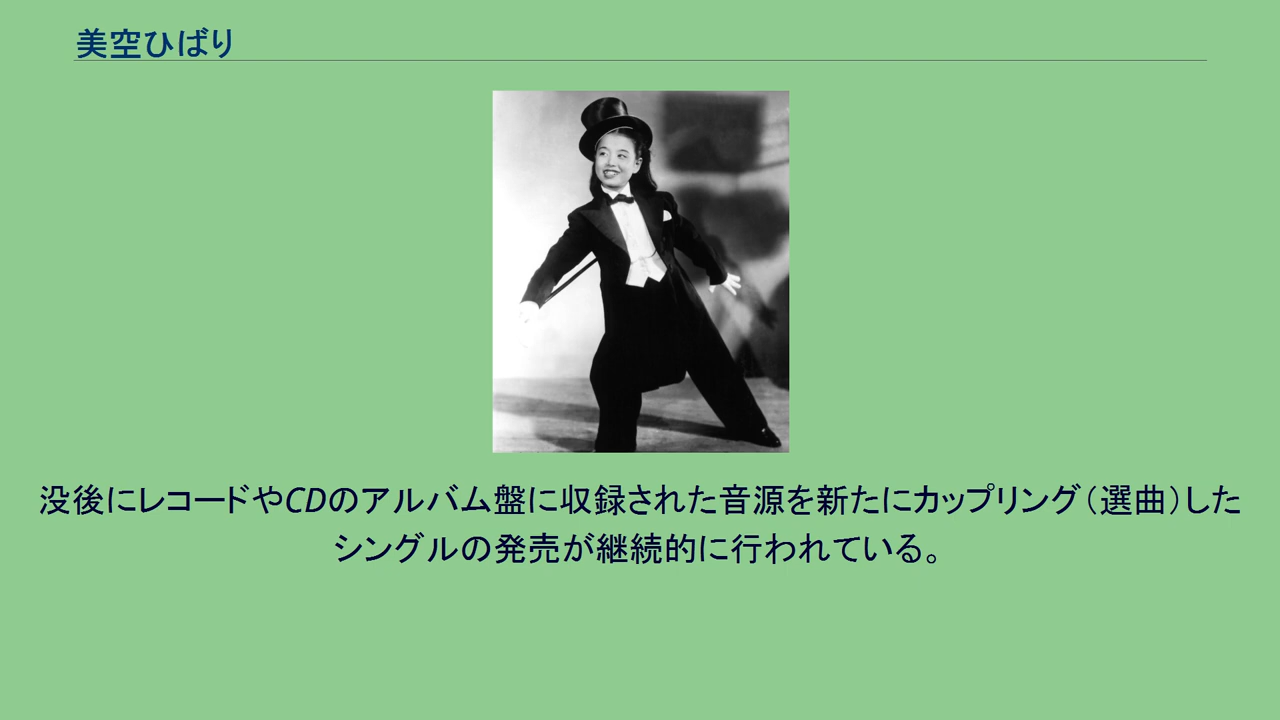 美空ひばり
没後にレコードやCDのアルバム盤に収録された音源を新たにカップリング（選曲）した
シングルの発売が継続的に行われている。